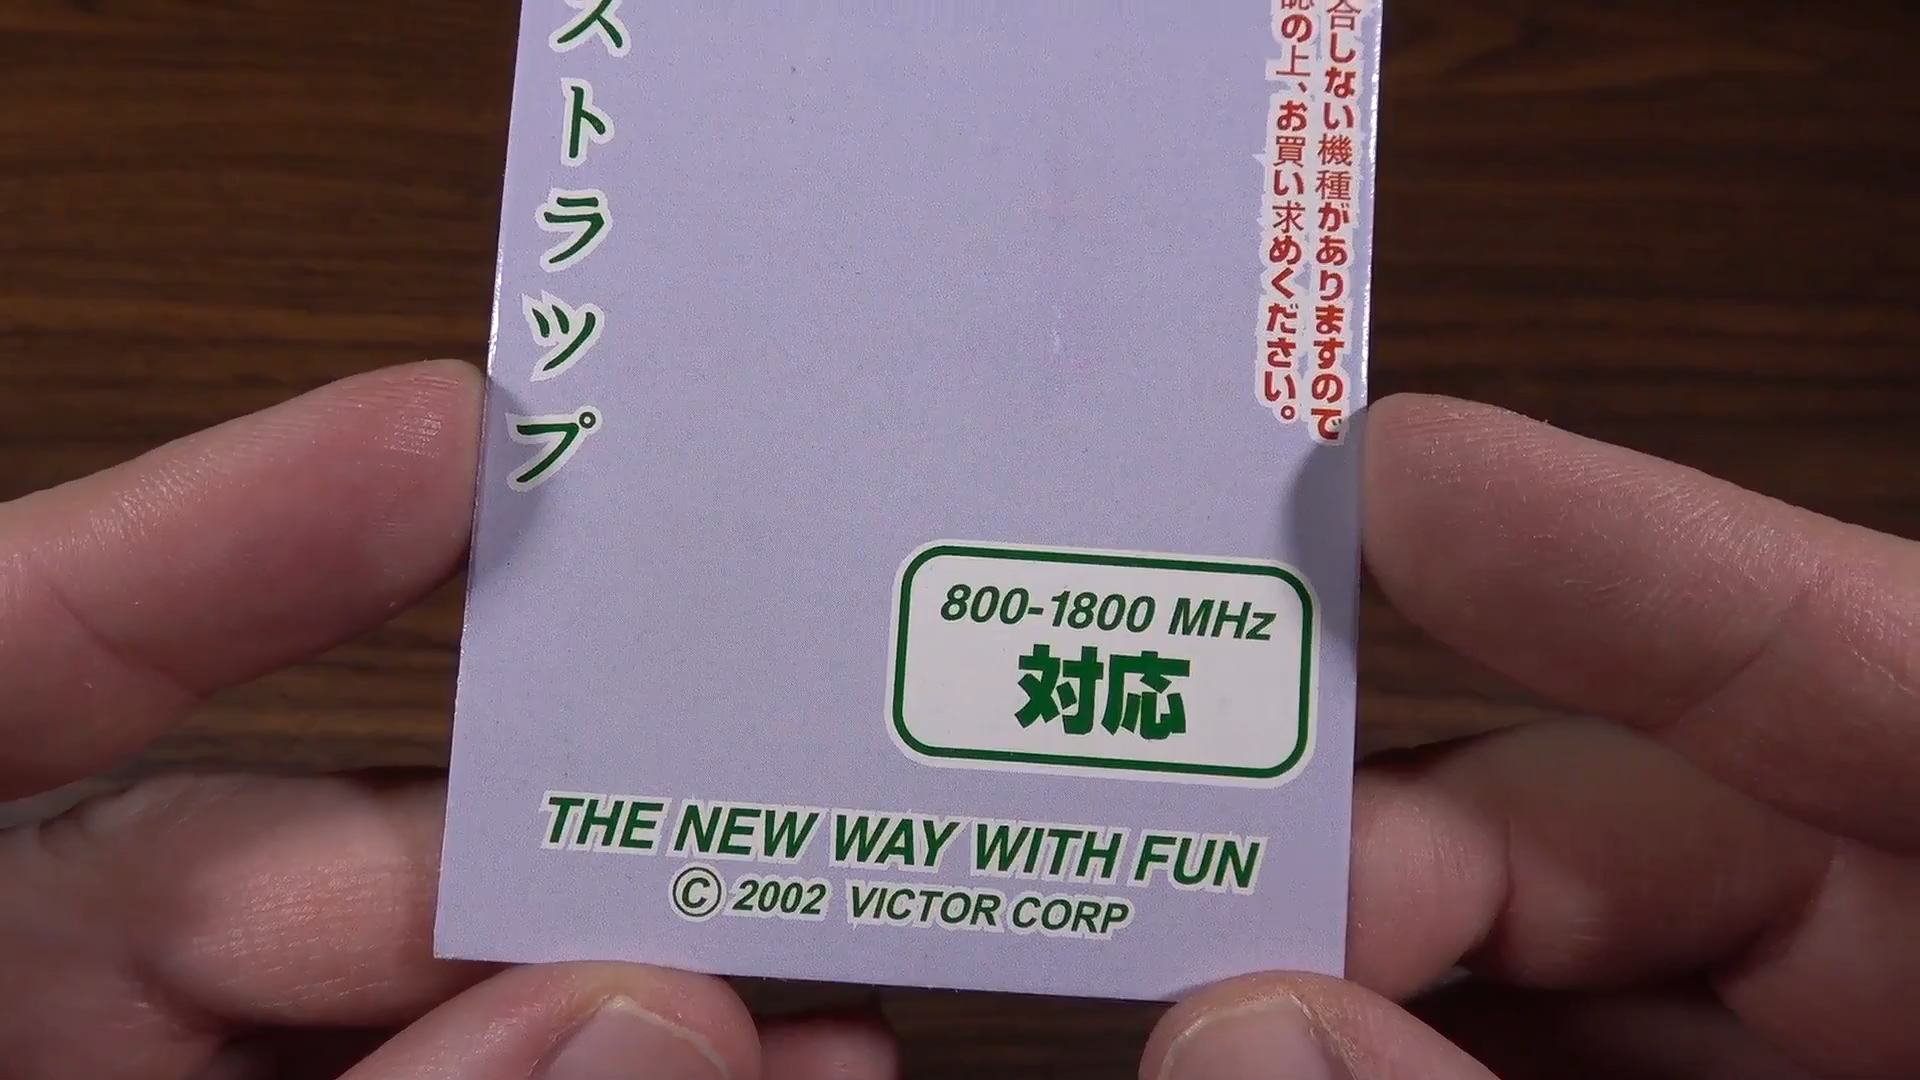 ストラップ
合しない機種がありますので
認の上、お買い求めください。
800-1800 MHz
対応
THE NEW WAY WITH FUN
© 2002 VICTOR CORP